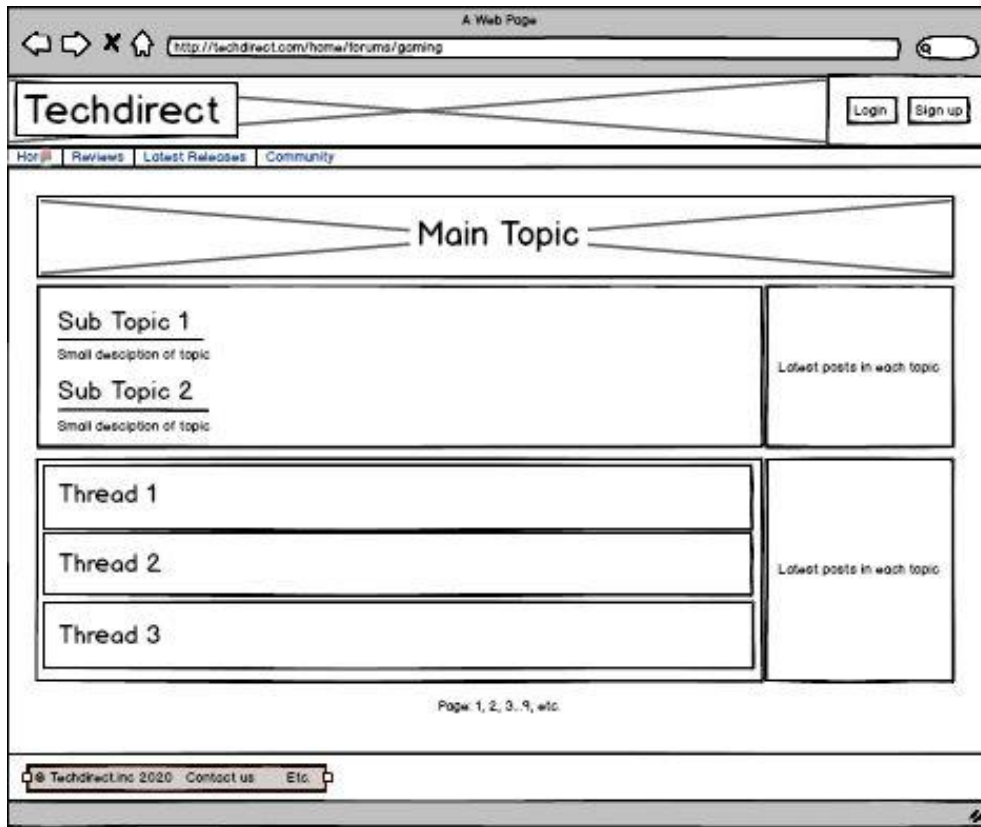 A Web Page
http://techdirect.com/home/forums/gaming
Techdirect
Login Sign up
Reviews Latest Releases Community
Main Topic
Sub Topic 1
Small desciption of topic
Sub Topic 2
Small desciption of topic
Latest posts in each topic
Thread 1
Thread 2
Thread 3
Latest posts in each topic
Page: 1, 2, 3..9, etc.
© Techdirect.inc 2020 Contact us Etc.